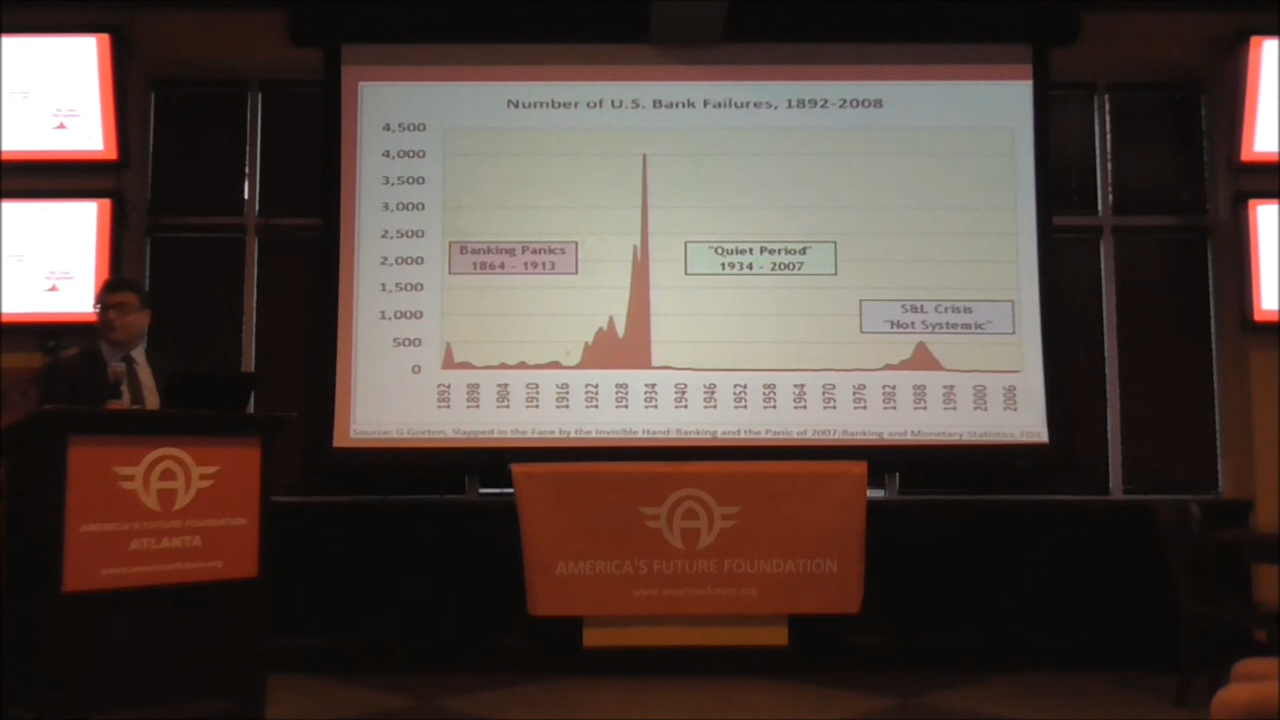 Number of U.S. Bank Failures, 1892-2008
4,500
4,000
3,500
3,000
2,500
2,000
1,500
1,000
500
0
Banking Panics
1864 - 1913
"Quiet Period"
1934 - 2007
S&L Crisis
"Not Systemic"
1892 1898 1904 1910 1916 1922 1928 1934 1940 1946 1952 1958 1964 1970 1976 1982 1988 1994 2000 2006
Source: G Gorton, Slapped in the Face by the Invisible Hand: Banking and the Panic of 2007; Banking and Monetary Statistics, FDIC
A
AMERICA'S FUTURE FOUNDATION
ATLANTA
www.americasfuture.org
A
AMERICA'S FUTURE FOUNDATION
www.americasfuture.org